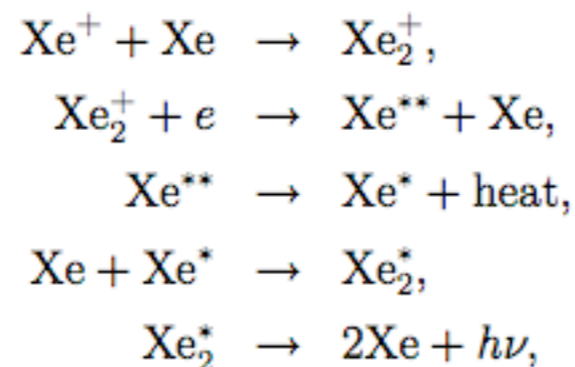 Xe⁺ + Xe → Xe₂⁺,
Xe₂⁺ + e → Xe** + Xe,
Xe** → Xe* + heat,
Xe + Xe* → Xe₂*,
Xe₂* → 2Xe + hν,